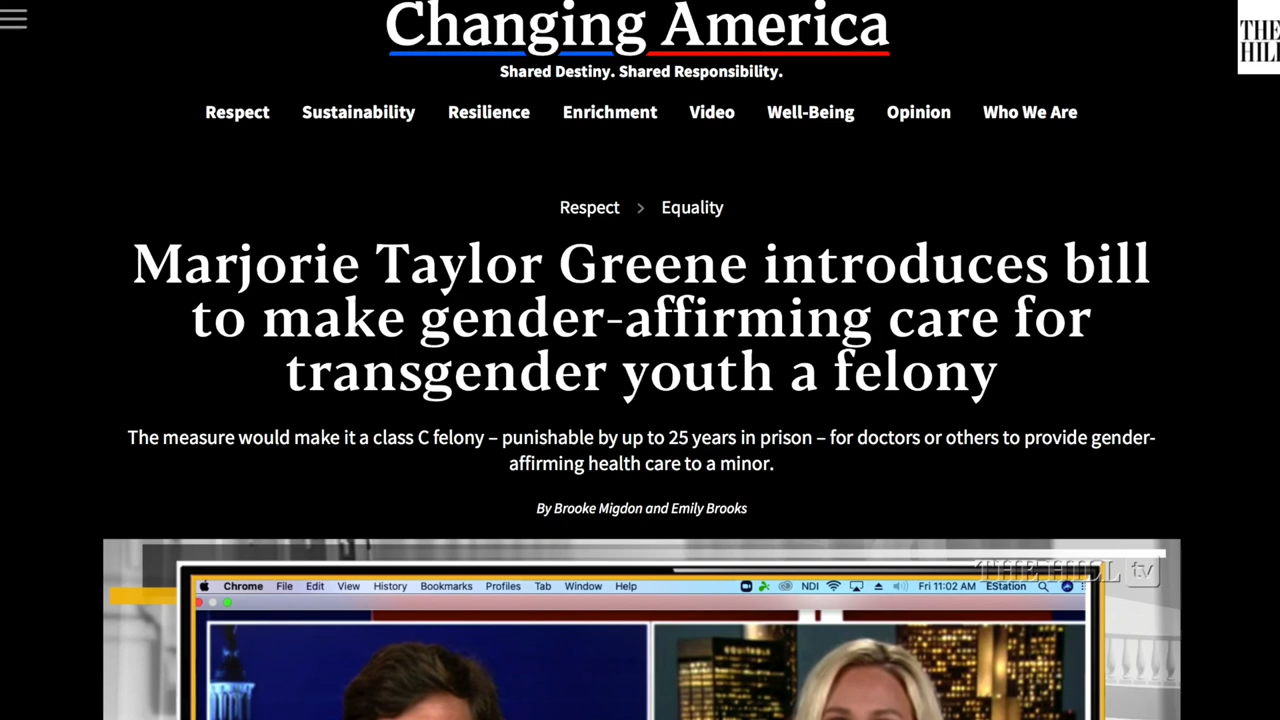 Changing America
THE
HILL
Shared Destiny. Shared Responsibility.
Respect Sustainability Resilience Enrichment Video Well-Being Opinion Who We Are
Respect > Equality
Marjorie Taylor Greene introduces bill
to make gender-affirming care for
transgender youth a felony
The measure would make it a class C felony – punishable by up to 25 years in prison – for doctors or others to provide gender-
affirming health care to a minor.
By Brooke Migdon and Emily Brooks
THE HILL tv
Chrome File Edit View History Bookmarks Profiles Tab Window Help NDI Fri 11:02 AM EStation